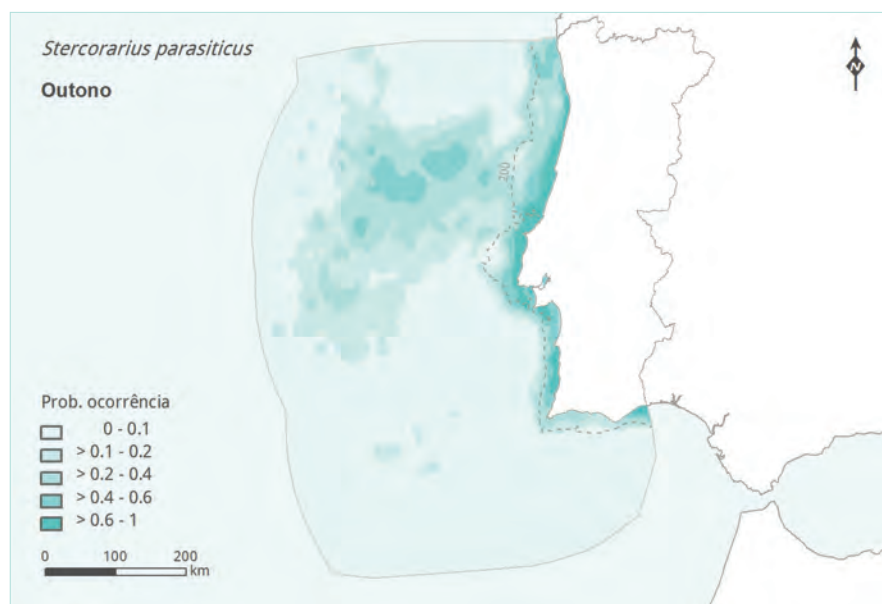 Stercorarius parasiticus
Outono
N
200
Prob. ocorrência
0 - 0.1
> 0.1 - 0.2
> 0.2 - 0.4
> 0.4 - 0.6
> 0.6 - 1
0 100 200
km